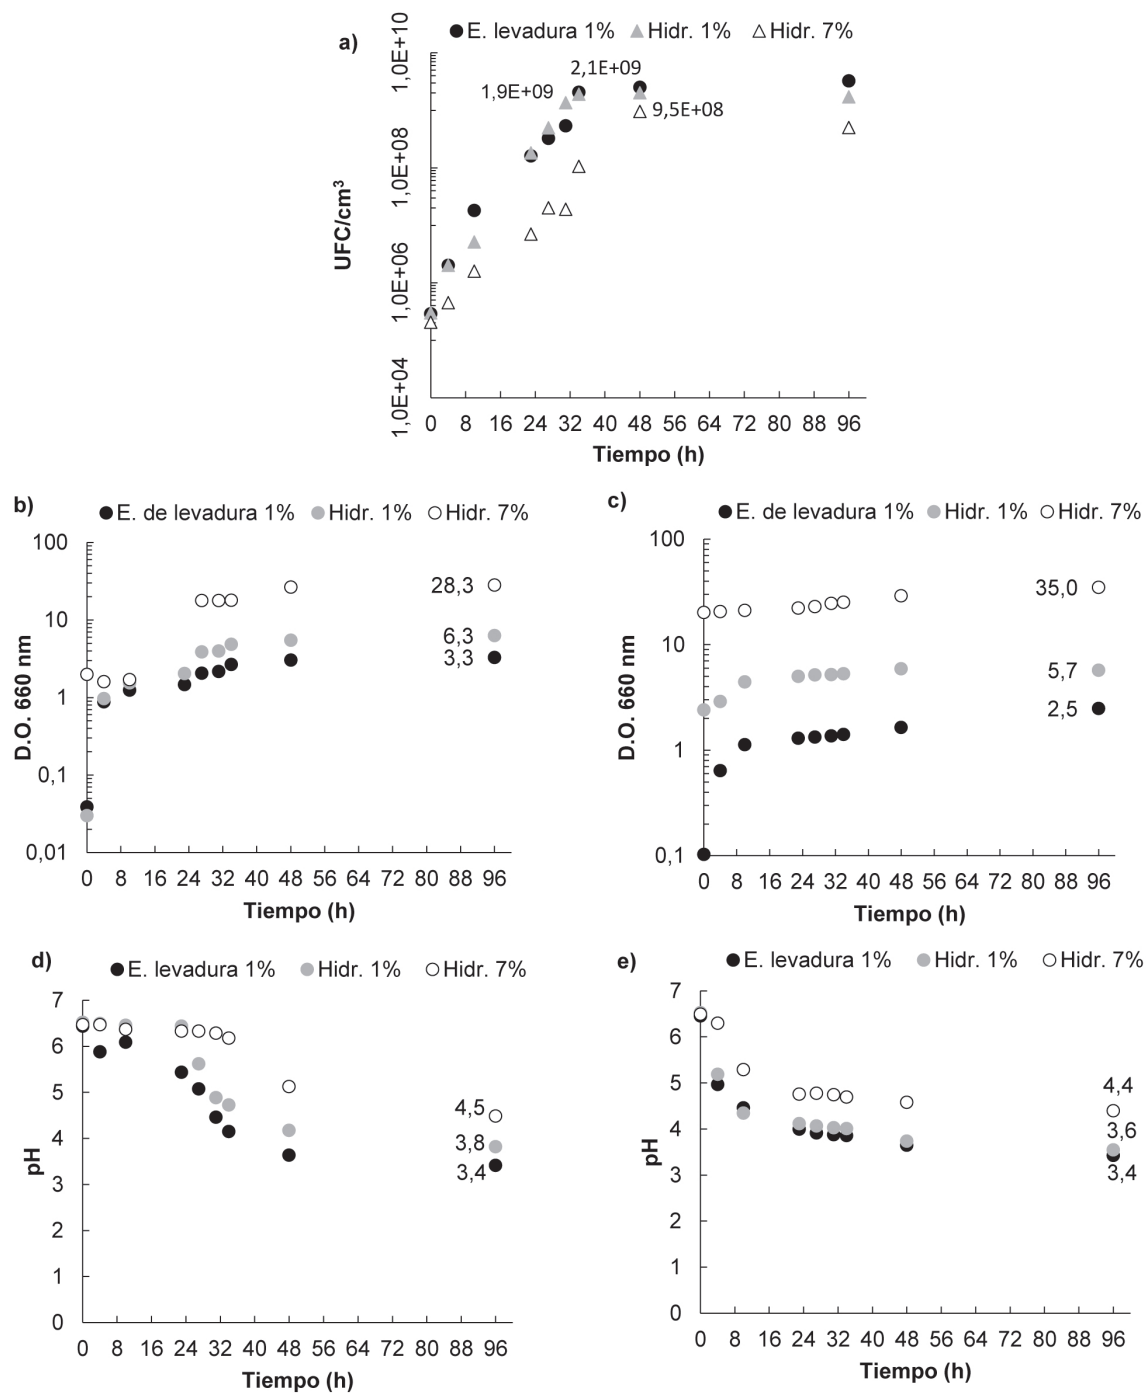 a)
E. levadura 1% Hidr. 1% Hidr. 7%
1,0E+10
1,0E+08
1,0E+06
1,0E+04
UFC/cm³
2,1E+09
1,9E+09
9,5E+08
0 8 16 24 32 40 48 56 64 72 80 88 96
Tiempo (h)
b)
E. de levadura 1% Hidr. 1% Hidr. 7%
100
10
1
0,1
0,01
D.O. 660 nm
28,3
6,3
3,3
0 8 16 24 32 40 48 56 64 72 80 88 96
Tiempo (h)
c)
E. de levadura 1% Hidr. 1% Hidr. 7%
100
10
1
0,1
D.O. 660 nm
35,0
5,7
2,5
0 8 16 24 32 40 48 56 64 72 80 88 96
Tiempo (h)
d)
E. levadura 1% Hidr. 1% Hidr. 7%
7
6
5
4
3
2
1
0
pH
4,5
3,8
3,4
0 8 16 24 32 40 48 56 64 72 80 88 96
Tiempo (h)
e)
E. levadura 1% Hidr. 1% Hidr. 7%
7
6
5
4
3
2
1
0
pH
4,4
3,6
3,4
0 8 16 24 32 40 48 56 64 72 80 88 96
Tiempo (h)